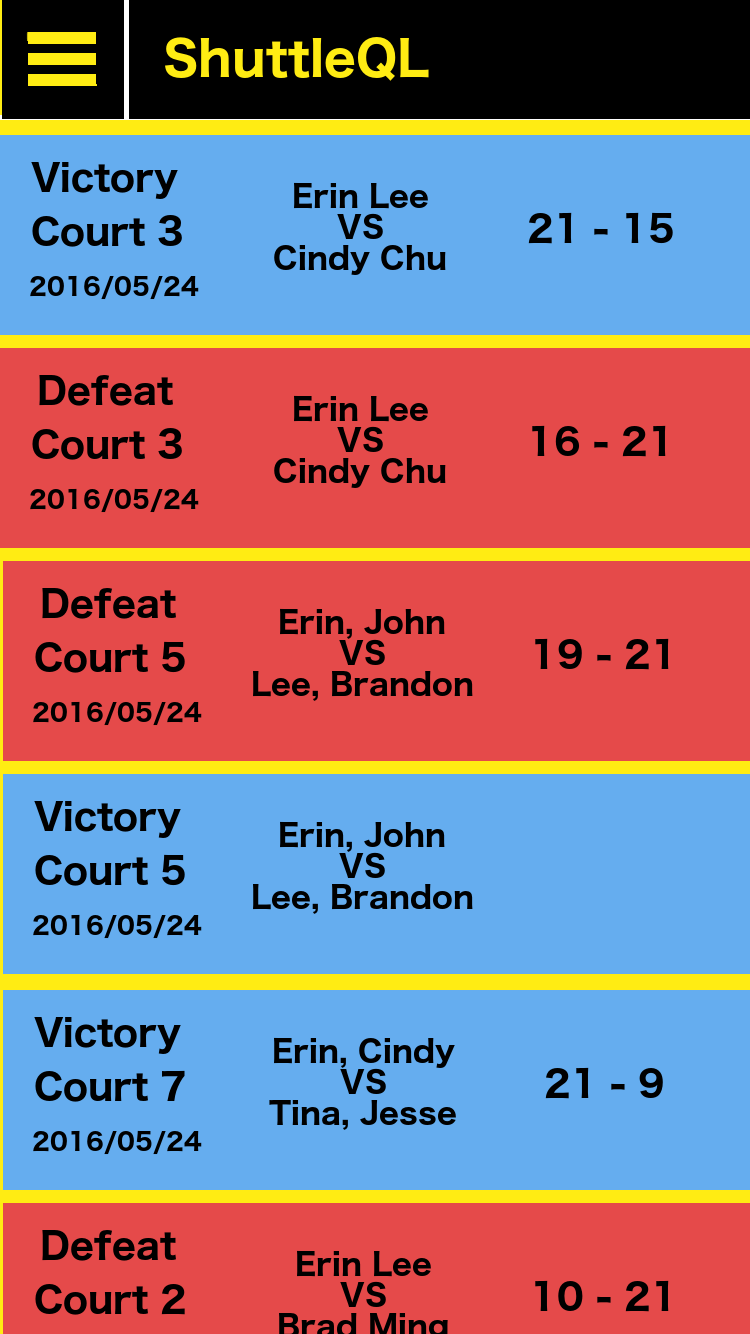 ShuttleQL
Victory
Court 3
2016/05/24
Erin Lee
VS
Cindy Chu
21 - 15
Defeat
Court 3
2016/05/24
Erin Lee
VS
Cindy Chu
16 - 21
Defeat
Court 5
2016/05/24
Erin, John
VS
Lee, Brandon
19 - 21
Victory
Court 5
2016/05/24
Erin, John
VS
Lee, Brandon
Victory
Court 7
2016/05/24
Erin, Cindy
VS
Tina, Jesse
21 - 9
Defeat
Court 2
Erin Lee
VS
Brad Ming
10 - 21